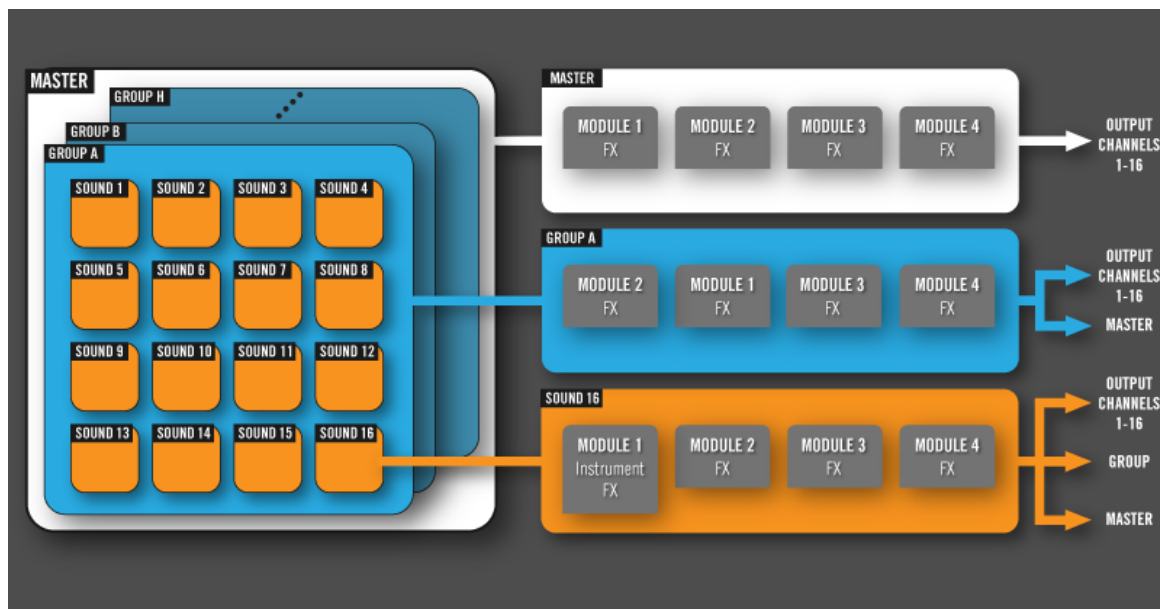 MASTER
GROUP H
GROUP B
GROUP A
SOUND 1
SOUND 2
SOUND 3
SOUND 4
SOUND 5
SOUND 6
SOUND 7
SOUND 8
SOUND 9
SOUND 10
SOUND 11
SOUND 12
SOUND 13
SOUND 14
SOUND 15
SOUND 16
MASTER
MODULE 1
FX
MODULE 2
FX
MODULE 3
FX
MODULE 4
FX
OUTPUT
CHANNELS
1-16
GROUP A
MODULE 2
FX
MODULE 1
FX
MODULE 3
FX
MODULE 4
FX
OUTPUT
CHANNELS
1-16
MASTER
SOUND 16
MODULE 1
Instrument
FX
MODULE 2
FX
MODULE 3
FX
MODULE 4
FX
OUTPUT
CHANNELS
1-16
GROUP
MASTER